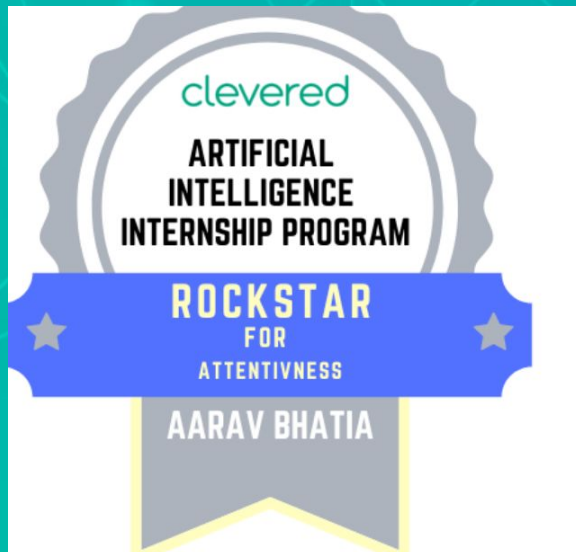 clevered
ARTIFICIAL
INTELLIGENCE
INTERNSHIP PROGRAM
ROCKSTAR
FOR
ATTENTIVNESS
AARAV BHATIA